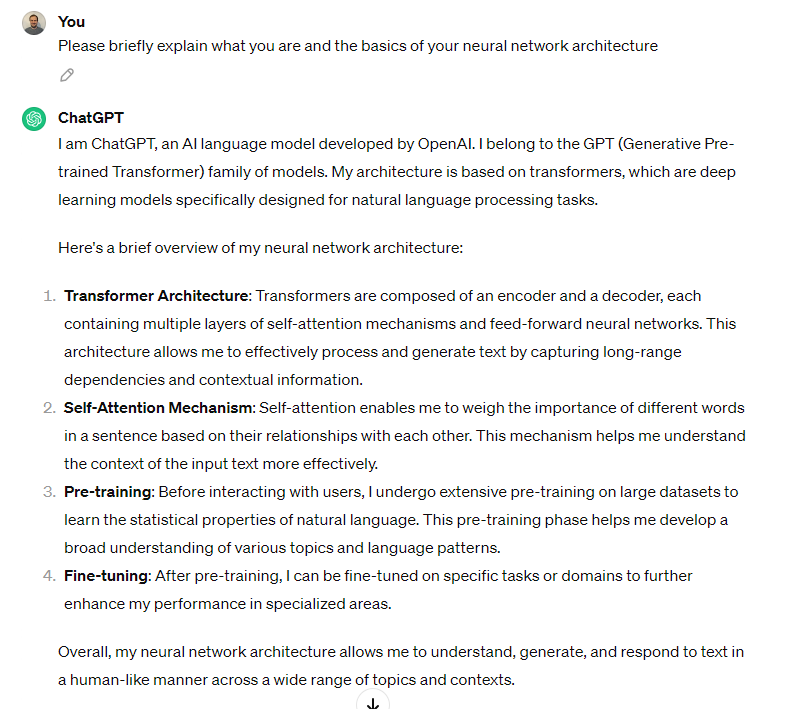 You
Please briefly explain what you are and the basics of your neural network architecture
ChatGPT
I am ChatGPT, an AI language model developed by OpenAI. I belong to the GPT (Generative Pre-
trained Transformer) family of models. My architecture is based on transformers, which are deep
learning models specifically designed for natural language processing tasks.
Here's a brief overview of my neural network architecture:
1. Transformer Architecture: Transformers are composed of an encoder and a decoder, each
containing multiple layers of self-attention mechanisms and feed-forward neural networks. This
architecture allows me to effectively process and generate text by capturing long-range
dependencies and contextual information.
2. Self-Attention Mechanism: Self-attention enables me to weigh the importance of different words
in a sentence based on their relationships with each other. This mechanism helps me understand
the context of the input text more effectively.
3. Pre-training: Before interacting with users, I undergo extensive pre-training on large datasets to
learn the statistical properties of natural language. This pre-training phase helps me develop a
broad understanding of various topics and language patterns.
4. Fine-tuning: After pre-training, I can be fine-tuned on specific tasks or domains to further
enhance my performance in specialized areas.
Overall, my neural network architecture allows me to understand, generate, and respond to text in
a human-like manner across a wide range of topics and contexts.